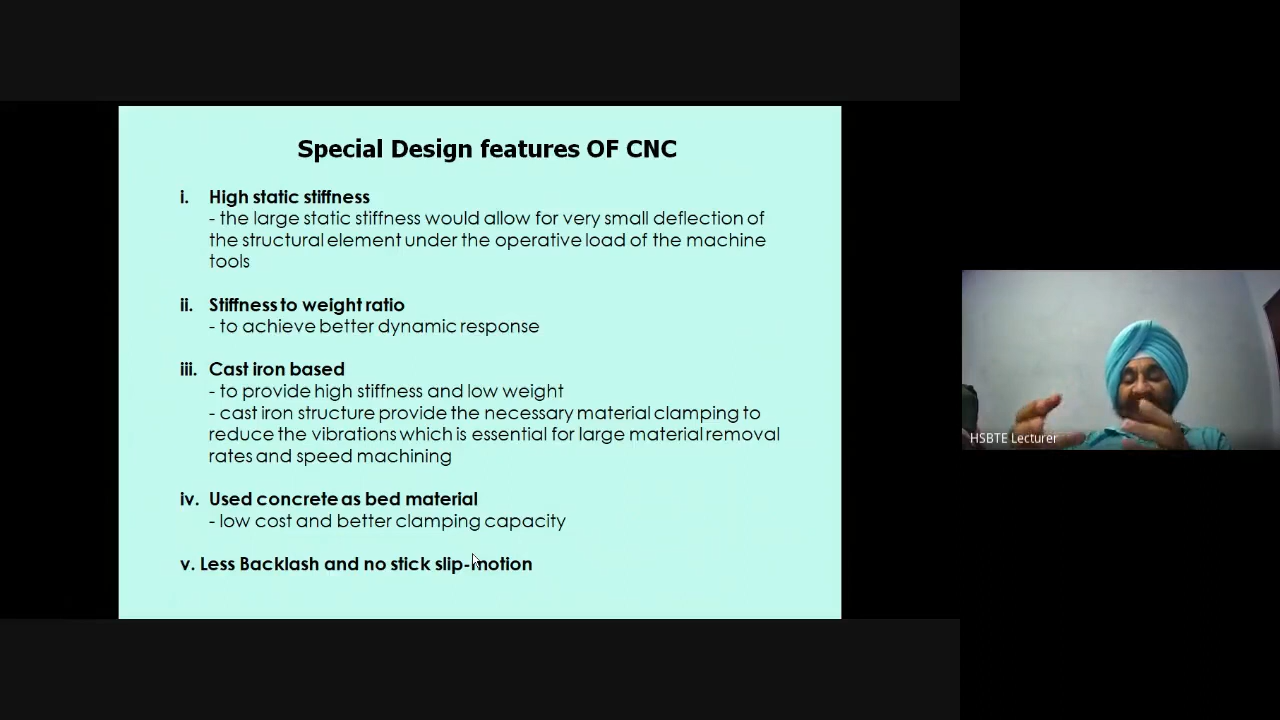 Special Design features OF CNC
i. High static stiffness
- the large static stiffness would allow for very small deflection of
the structural element under the operative load of the machine
tools
ii. Stiffness to weight ratio
- to achieve better dynamic response
iii. Cast iron based
- to provide high stiffness and low weight
- cast iron structure provide the necessary material clamping to
reduce the vibrations which is essential for large material removal
rates and speed machining
iv. Used concrete as bed material
- low cost and better clamping capacity
v. Less Backlash and no stick slip-motion
HSBTE Lecturer